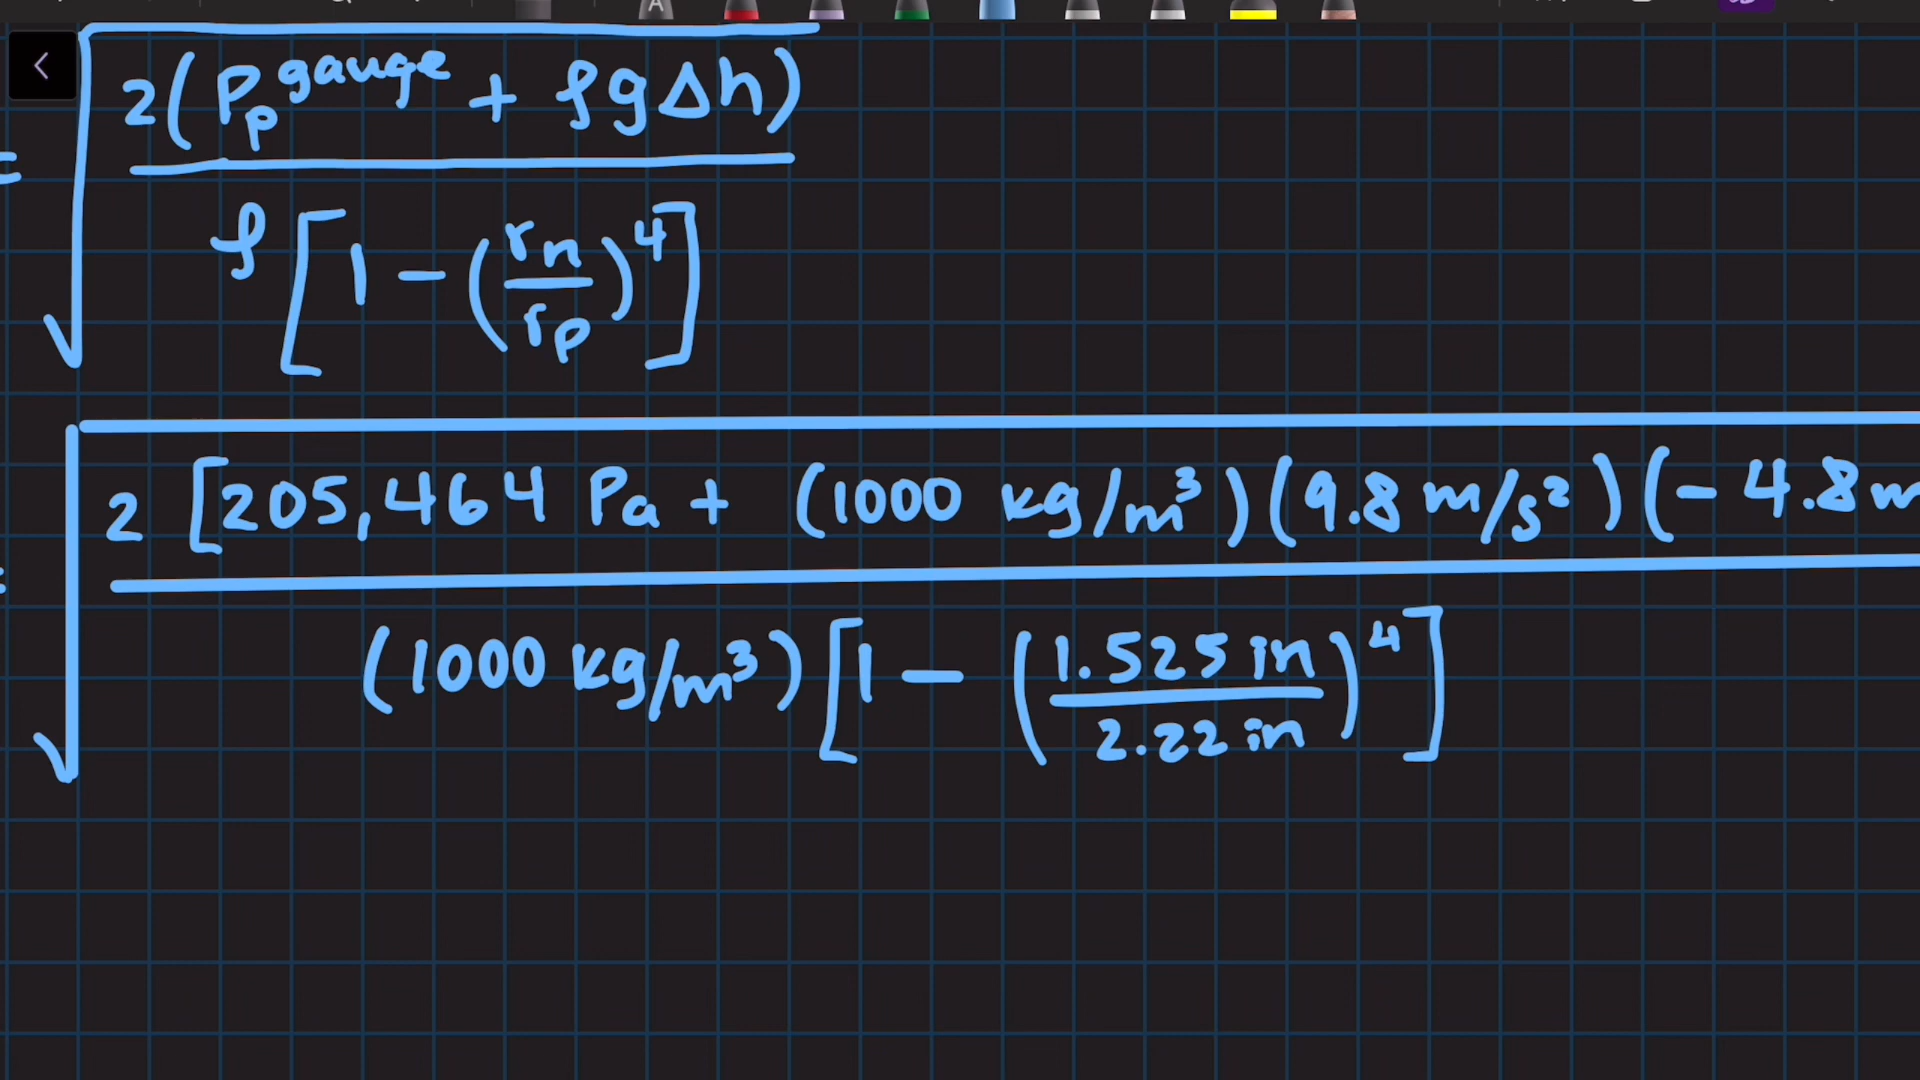 = √ 2(P_p^gauge + ρgΔh)
ρ[1 − (r_n / r_p)^4]
= √ 2[205,464 Pa + (1000 kg/m³)(9.8 m/s²)(−4.8m
(1000 kg/m³)[1 − (1.525 in / 2.22 in)^4]